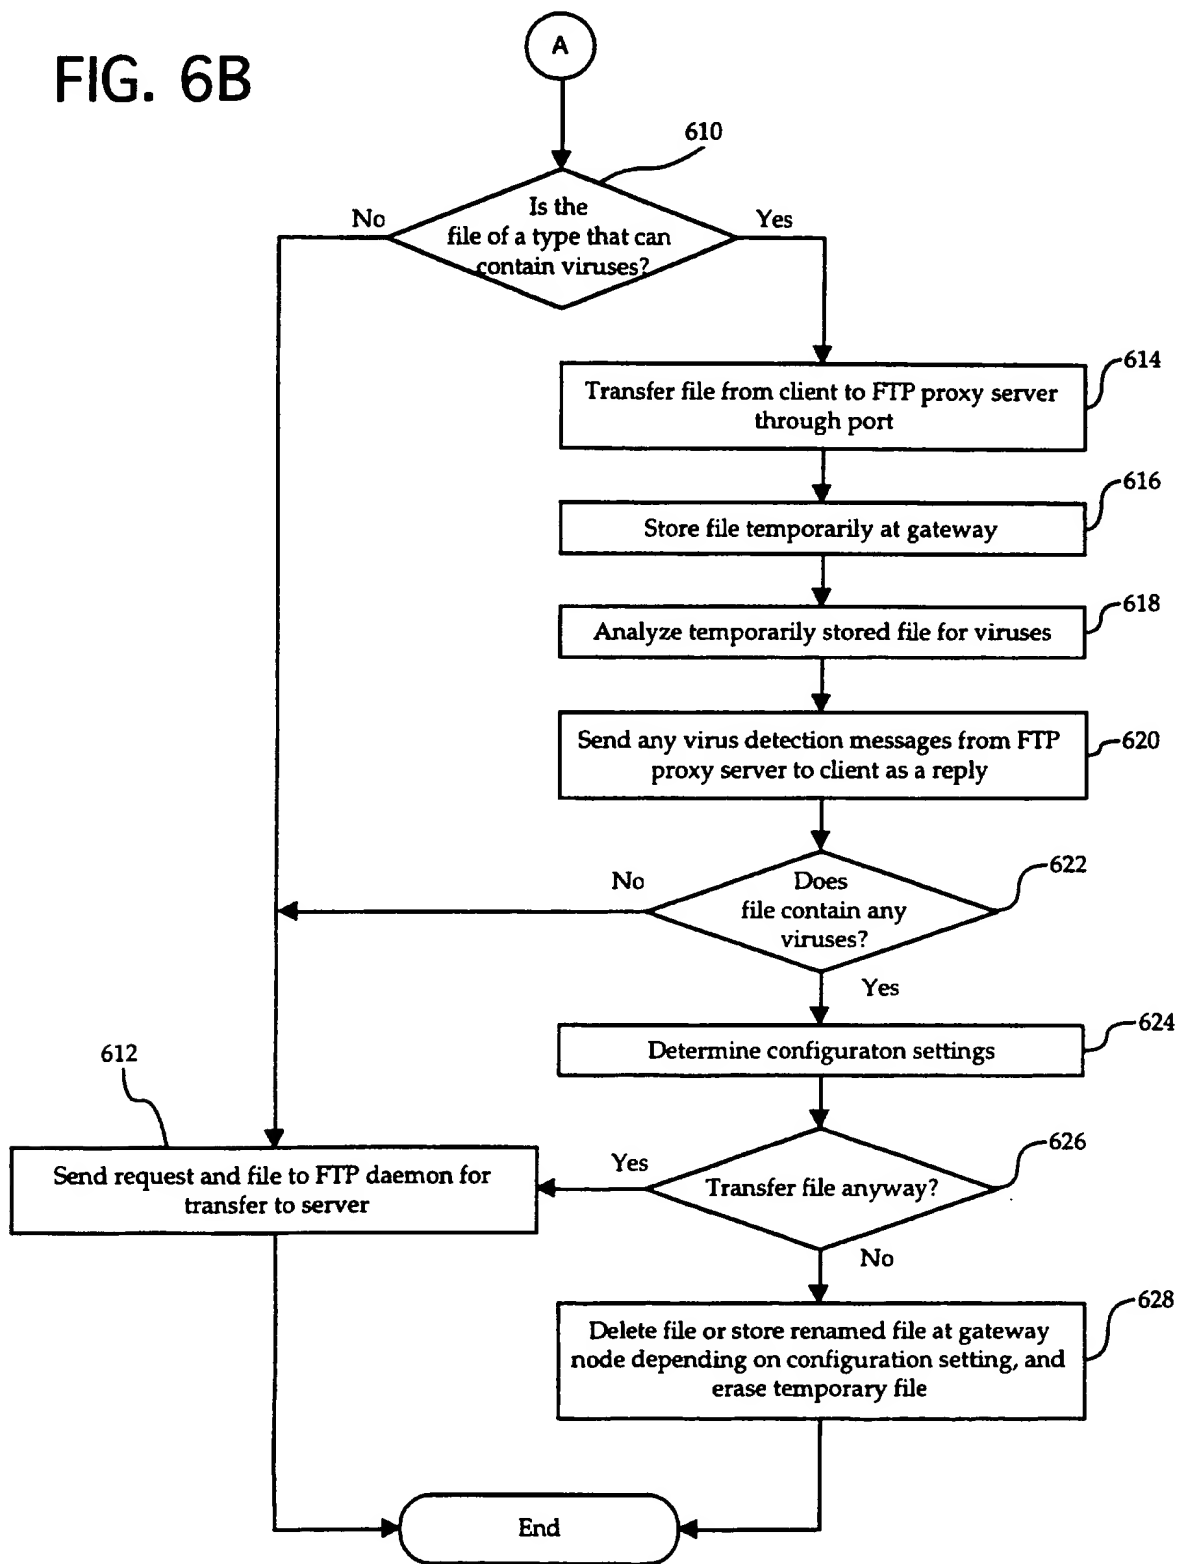 FIG. 6B
A
610
Is the
file of a type that can
contain viruses?
No
Yes
614
Transfer file from client to FTP proxy server
through port
616
Store file temporarily at gateway
618
Analyze temporarily stored file for viruses
620
Send any virus detection messages from FTP
proxy server to client as a reply
622
Does
file contain any
viruses?
No
Yes
624
Determine configuraton settings
612
Send request and file to FTP daemon for
transfer to server
626
Transfer file anyway?
Yes
No
628
Delete file or store renamed file at gateway
node depending on configuration setting, and
erase temporary file
End